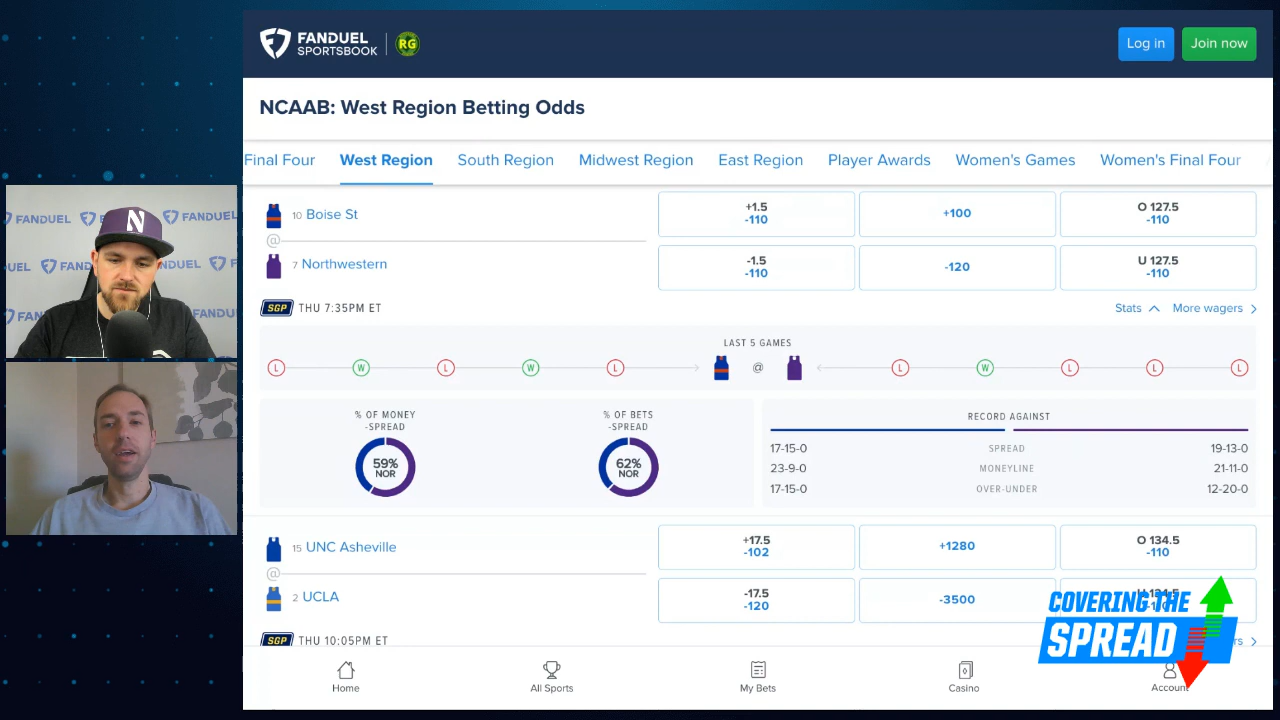 FANDUEL
SPORTSBOOK
RG
Log in
Join now
NCAAB: West Region Betting Odds
Final Four
West Region
South Region
Midwest Region
East Region
Player Awards
Women's Games
Women's Final Four
10 Boise St
+1.5
-110
+100
O 127.5
-110
@
7 Northwestern
-1.5
-110
-120
U 127.5
-110
SGP THU 7:35PM ET
Stats
More wagers
LAST 5 GAMES
L W L W L @ L W L L L
% OF MONEY
-SPREAD
59%
NOR
% OF BETS
-SPREAD
62%
NOR
RECORD AGAINST
17-15-0 SPREAD 19-13-0
23-9-0 MONEYLINE 21-11-0
17-15-0 OVER-UNDER 12-20-0
15 UNC Asheville
+17.5
-102
+1280
O 134.5
-110
@
2 UCLA
-17.5
-120
-3500
SGP THU 10:05PM ET
COVERING THE
SPREAD
Home
All Sports
My Bets
Casino
Account
FANDUEL
FANDUEL
N